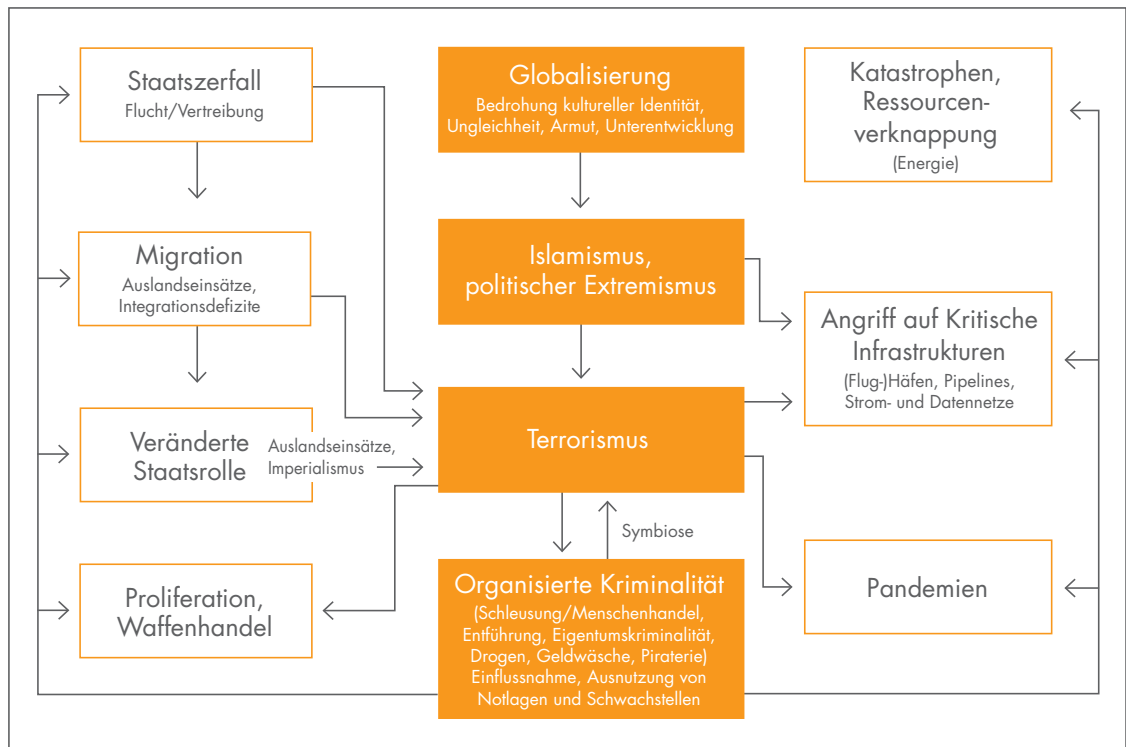 Staatszerfall
Flucht/Vertreibung
Migration
Auslandseinsätze,
Integrationsdefizite
Veränderte
Staatsrolle
Auslandseinsätze,
Imperialismus
Proliferation,
Waffenhandel
Globalisierung
Bedrohung kultureller Identität,
Ungleichheit, Armut, Unterentwicklung
Islamismus,
politischer Extremismus
Terrorismus
Symbiose
Organisierte Kriminalität
(Schleusung/Menschenhandel,
Entführung, Eigentumskriminalität,
Drogen, Geldwäsche, Piraterie)
Einflussnahme, Ausnutzung von
Notlagen und Schwachstellen
Katastrophen,
Ressourcen-
verknappung
(Energie)
Angriff auf Kritische
Infrastrukturen
(Flug-)Häfen, Pipelines,
Strom- und Datennetze
Pandemien